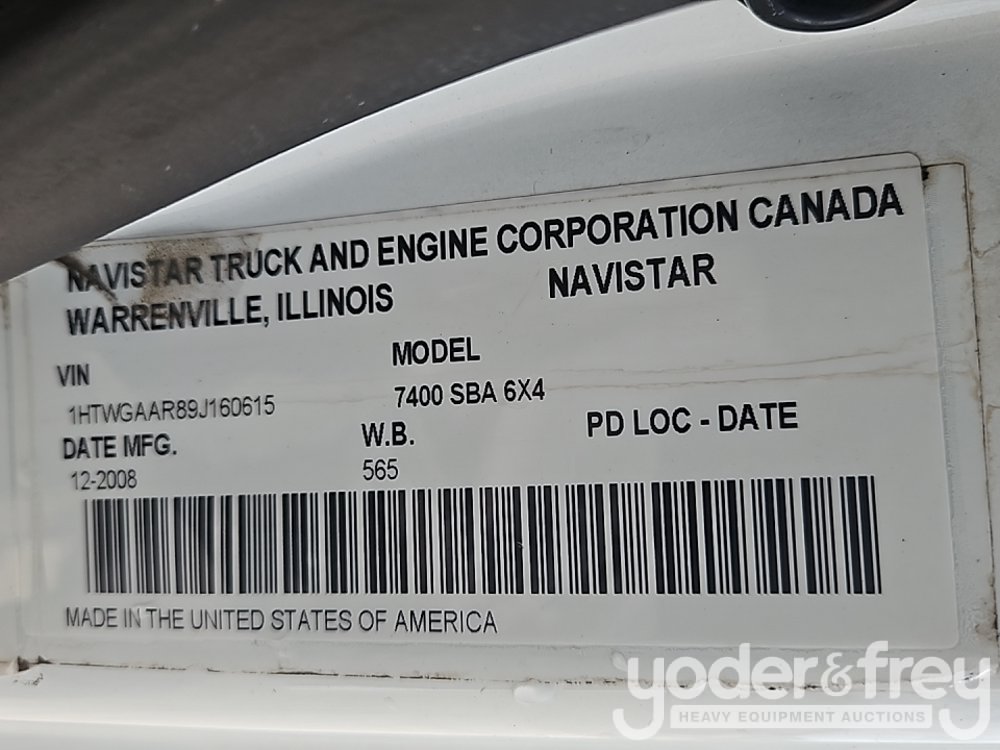 NAVISTAR TRUCK AND ENGINE CORPORATION CANADA
WARRENVILLE, ILLINOIS NAVISTAR
VIN MODEL
1HTWGAAR89J160615 7400 SBA 6X4
DATE MFG. W.B. PD LOC - DATE
12-2008 565
MADE IN THE UNITED STATES OF AMERICA
yoder&frey
HEAVY EQUIPMENT AUCTIONS